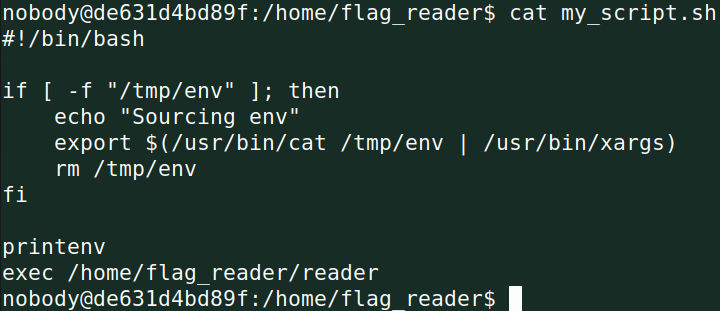 nobody@de631d4bd89f:/home/flag_reader$ cat my_script.sh
#!/bin/bash
if [ -f "/tmp/env" ]; then
    echo "Sourcing env"
    export $(/usr/bin/cat /tmp/env | /usr/bin/xargs)
    rm /tmp/env
fi
printenv
exec /home/flag_reader/reader
nobody@de631d4bd89f:/home/flag_reader$